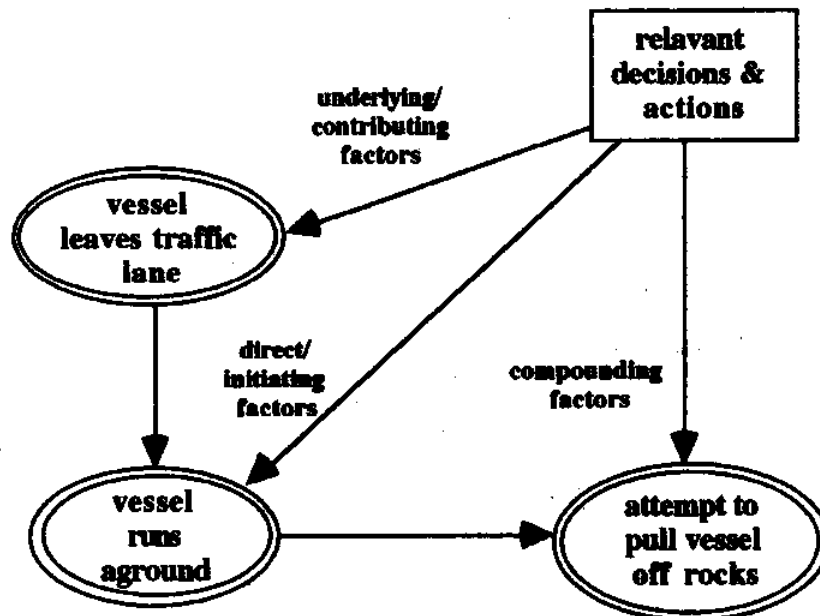 relavant
decisions &
actions
underlying/
contributing
factors
vessel
leaves traffic
lane
direct/
initiating
factors
compounding
factors
vessel
runs
aground
attempt to
pull vessel
off rocks